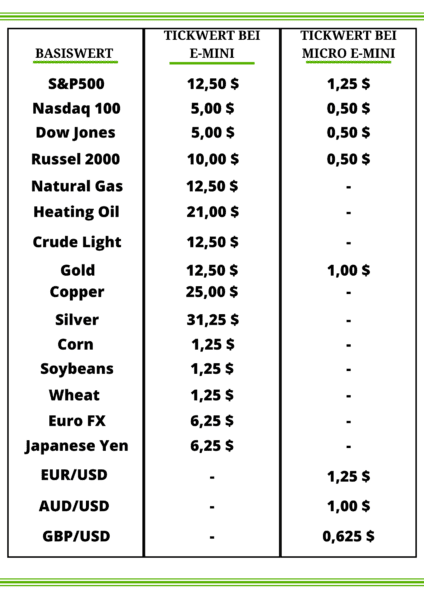 BASISWERT TICKWERT BEI E-MINI TICKWERT BEI MICRO E-MINI
S&P500 12,50 $ 1,25 $
Nasdaq 100 5,00 $ 0,50 $
Dow Jones 5,00 $ 0,50 $
Russel 2000 10,00 $ 0,50 $
Natural Gas 12,50 $ -
Heating Oil 21,00 $ -
Crude Light 12,50 $ -
Gold 12,50 $ 1,00 $
Copper 25,00 $ -
Silver 31,25 $ -
Corn 1,25 $ -
Soybeans 1,25 $ -
Wheat 1,25 $ -
Euro FX 6,25 $ -
Japanese Yen 6,25 $ -
EUR/USD - 1,25 $
AUD/USD - 1,00 $
GBP/USD - 0,625 $